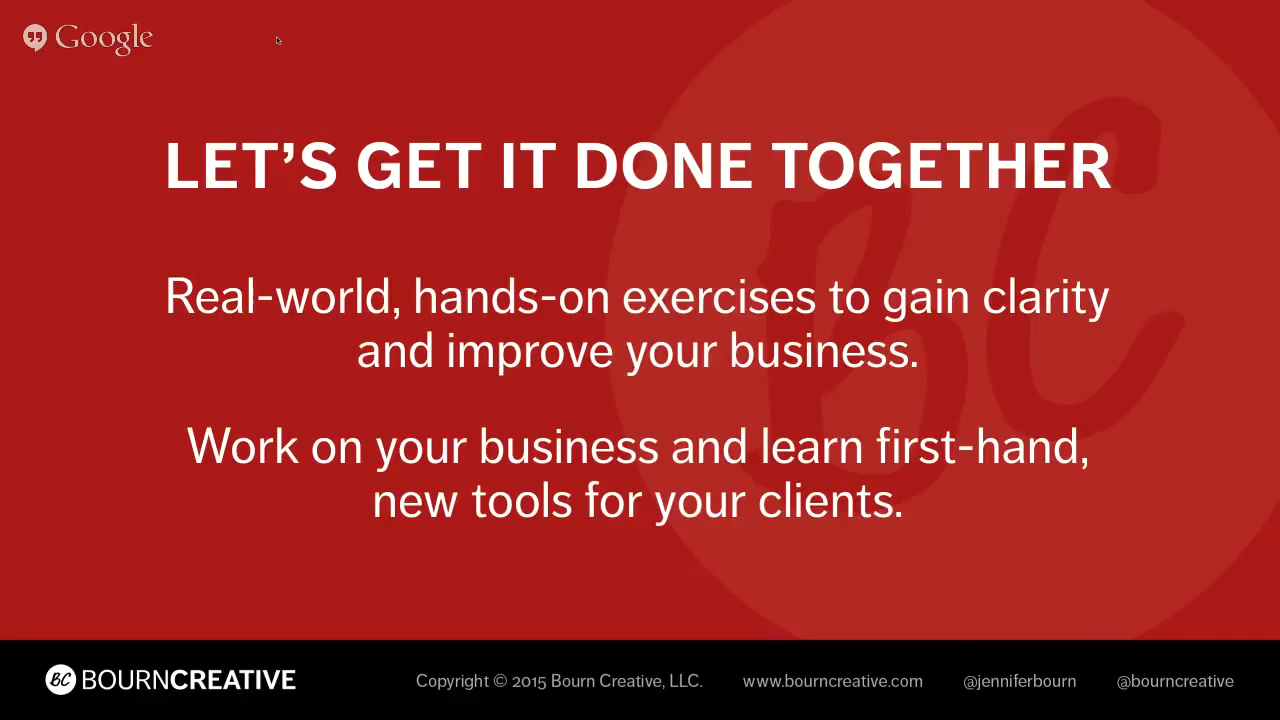 Google
LET’S GET IT DONE TOGETHER
Real-world, hands-on exercises to gain clarity
and improve your business.
Work on your business and learn first-hand,
new tools for your clients.
BC BOURNCREATIVE Copyright © 2015 Bourn Creative, LLC. www.bourncreative.com @jenniferbourn @bourncreative